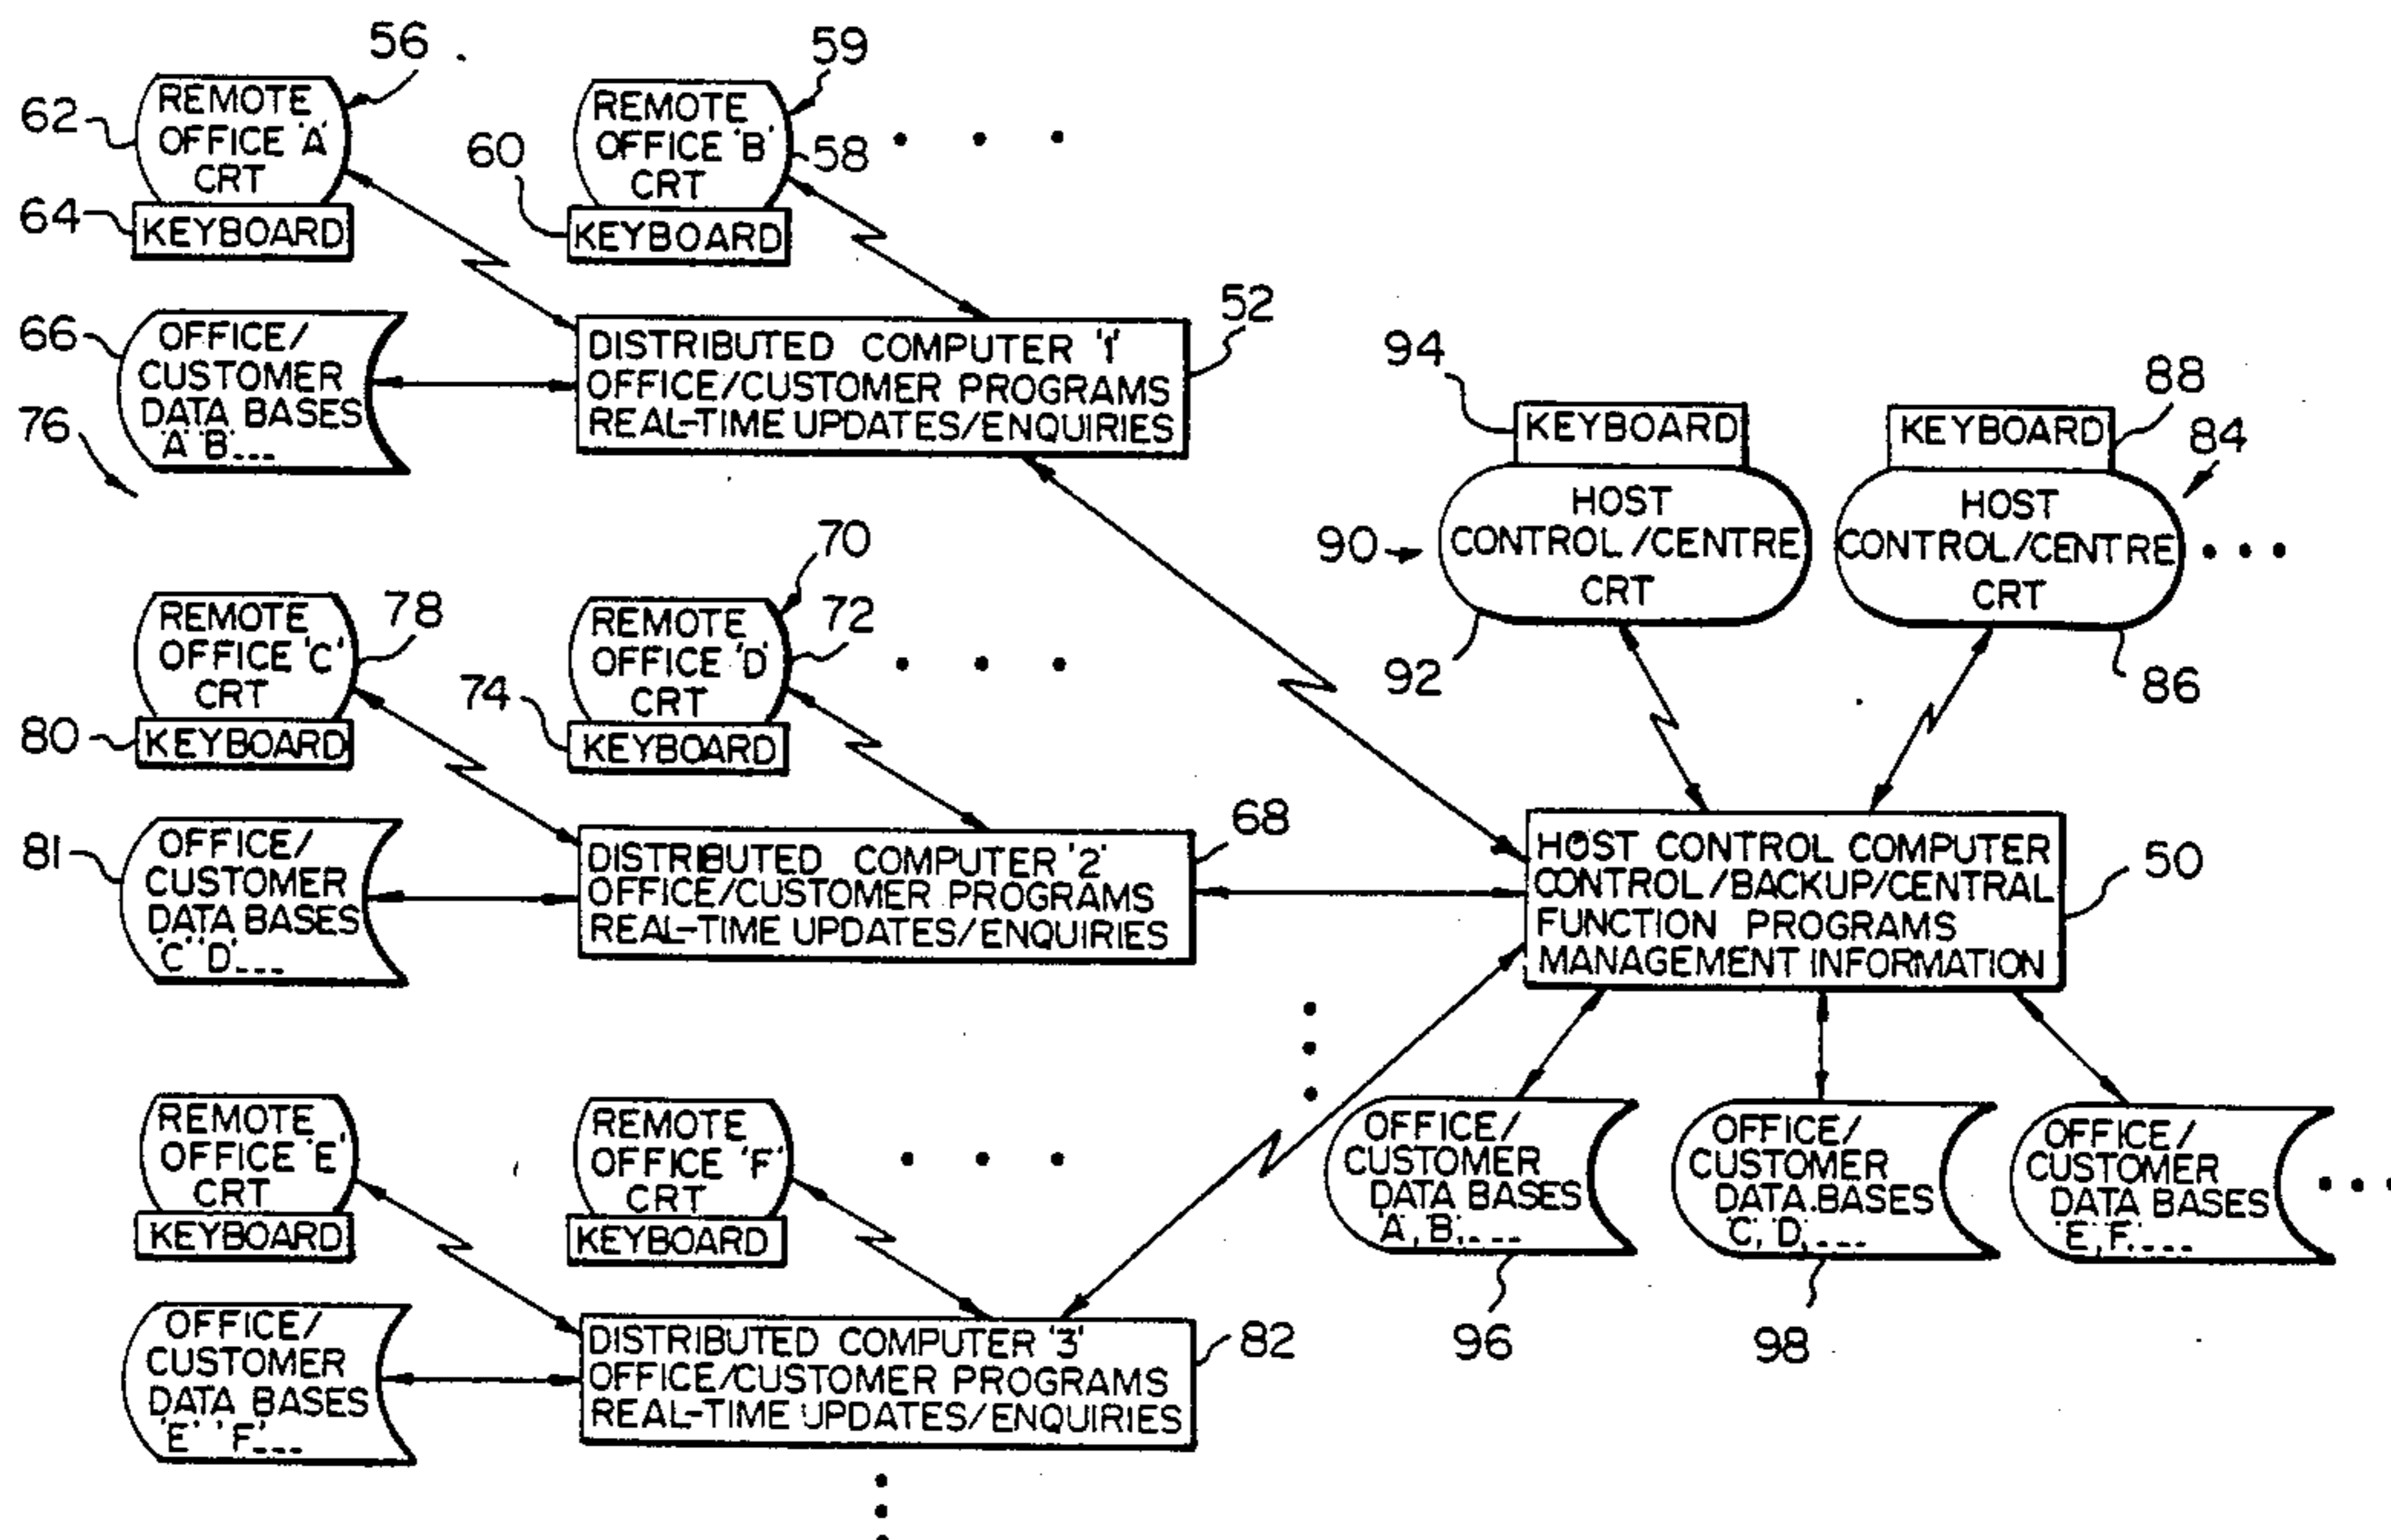 56
62
REMOTE
OFFICE 'A'
CRT
64
KEYBOARD
59
REMOTE
OFFICE 'B'
58
CRT
60
KEYBOARD
66
OFFICE/
CUSTOMER
DATA BASES
'A' 'B'---
76
52
DISTRIBUTED COMPUTER '1'
OFFICE/CUSTOMER PROGRAMS
REAL-TIME UPDATES/ENQUIRIES
94
KEYBOARD
90
HOST
CONTROL/CENTRE
CRT
92
88
KEYBOARD
84
HOST
CONTROL/CENTRE
CRT
86
78
REMOTE
OFFICE 'C'
CRT
80
KEYBOARD
70
72
REMOTE
OFFICE 'D'
CRT
74
KEYBOARD
81
OFFICE/
CUSTOMER
DATA BASES
'C' 'D'---
68
DISTRIBUTED COMPUTER '2'
OFFICE/CUSTOMER PROGRAMS
REAL-TIME UPDATES/ENQUIRIES
50
HOST CONTROL COMPUTER
CONTROL/BACKUP/CENTRAL
FUNCTION PROGRAMS
MANAGEMENT INFORMATION
REMOTE
OFFICE 'E'
CRT
KEYBOARD
REMOTE
OFFICE 'F'
CRT
KEYBOARD
OFFICE/
CUSTOMER
DATA BASES
'A', 'B', ---
96
OFFICE/
CUSTOMER
DATA BASES
'C', 'D', ---
98
OFFICE/
CUSTOMER
DATA BASES
'E', 'F', ---
OFFICE/
CUSTOMER
DATA BASES
'E' 'F'---
82
DISTRIBUTED COMPUTER '3'
OFFICE/CUSTOMER PROGRAMS
REAL-TIME UPDATES/ENQUIRIES